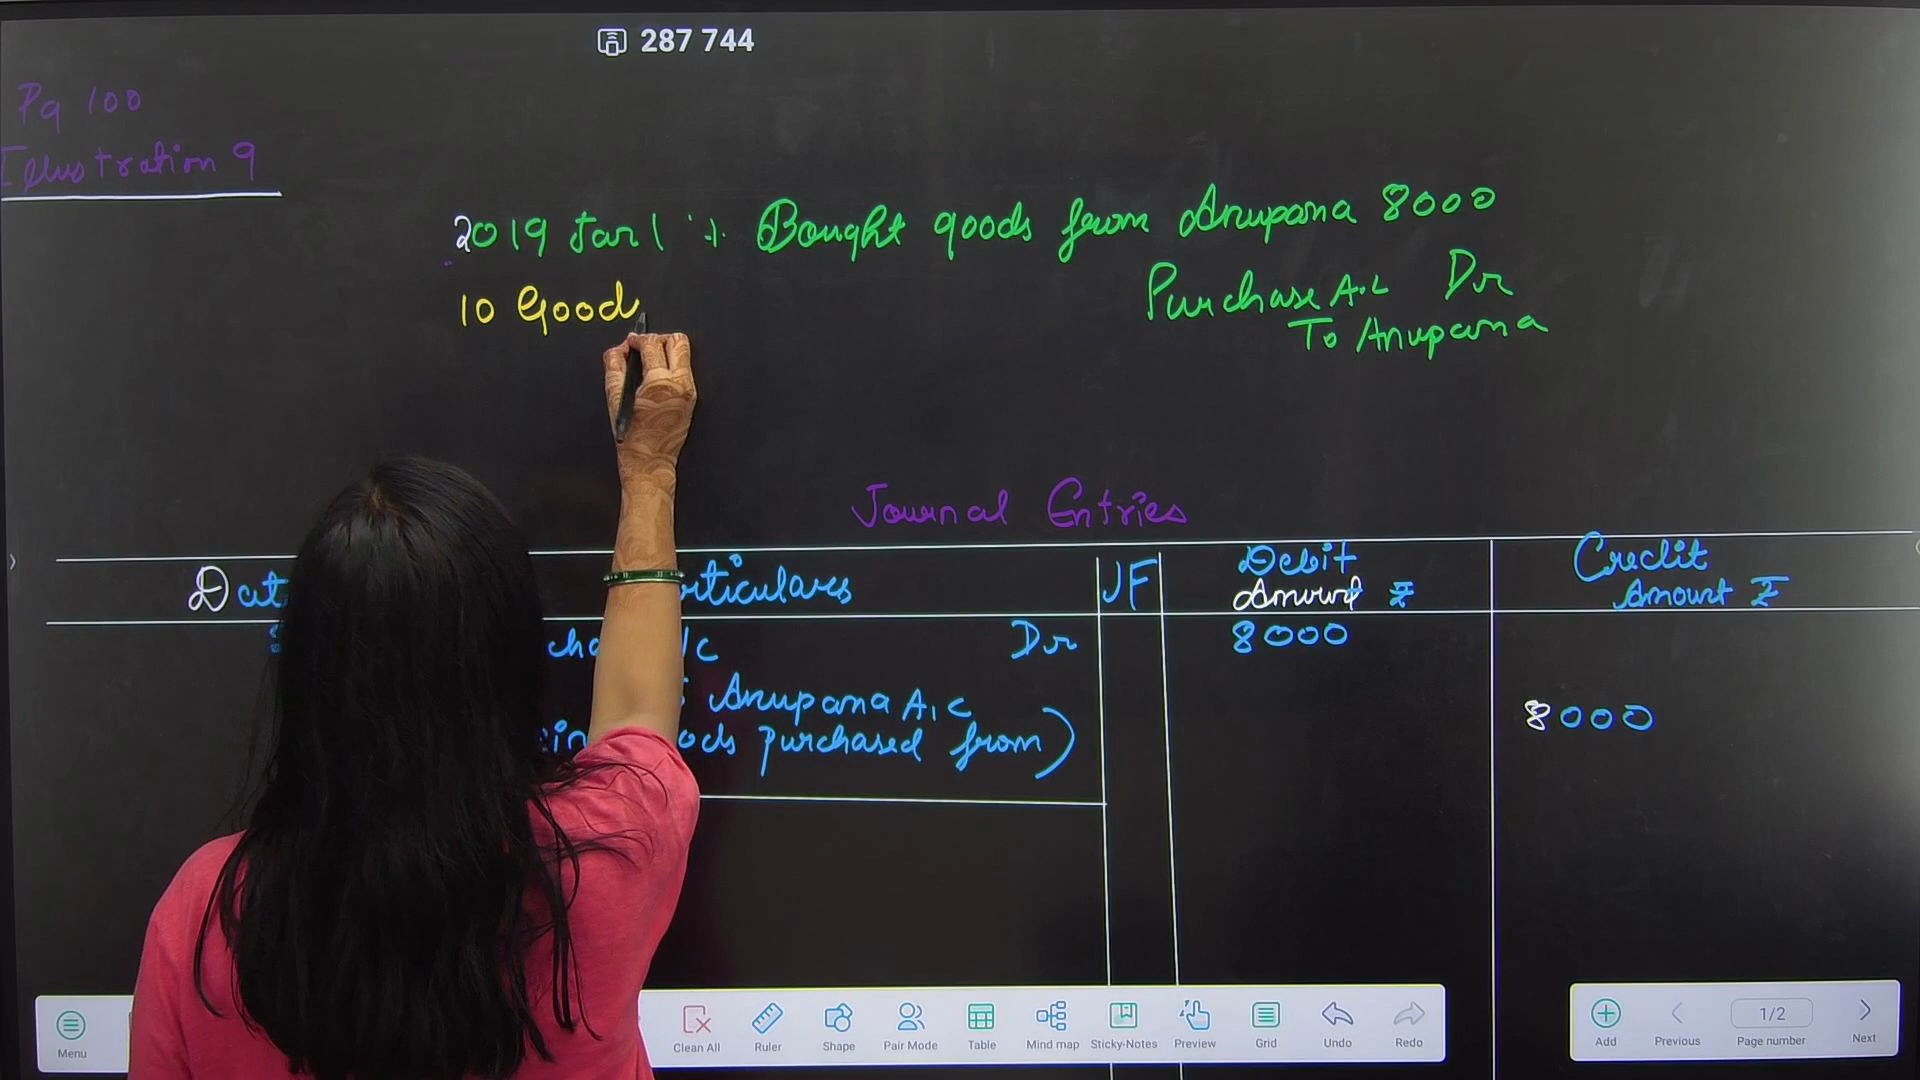 287 744
Pg 100
Illustration 9
2019 Jan 1 :- Bought goods from Anupama 8000
10 Good
Purchase A.c Dr
To Anupama
Journal Entries
JF
Debit
Amount ₹
Credit
Amount ₹
Dr
8000
Anupama A/c
8000
purchased from)
Menu
Clean All
Ruler
Shape
Pair Mode
Table
Mind map
Sticky-Notes
Preview
Grid
Undo
Redo
Add
Previous
1/2
Page number
Next